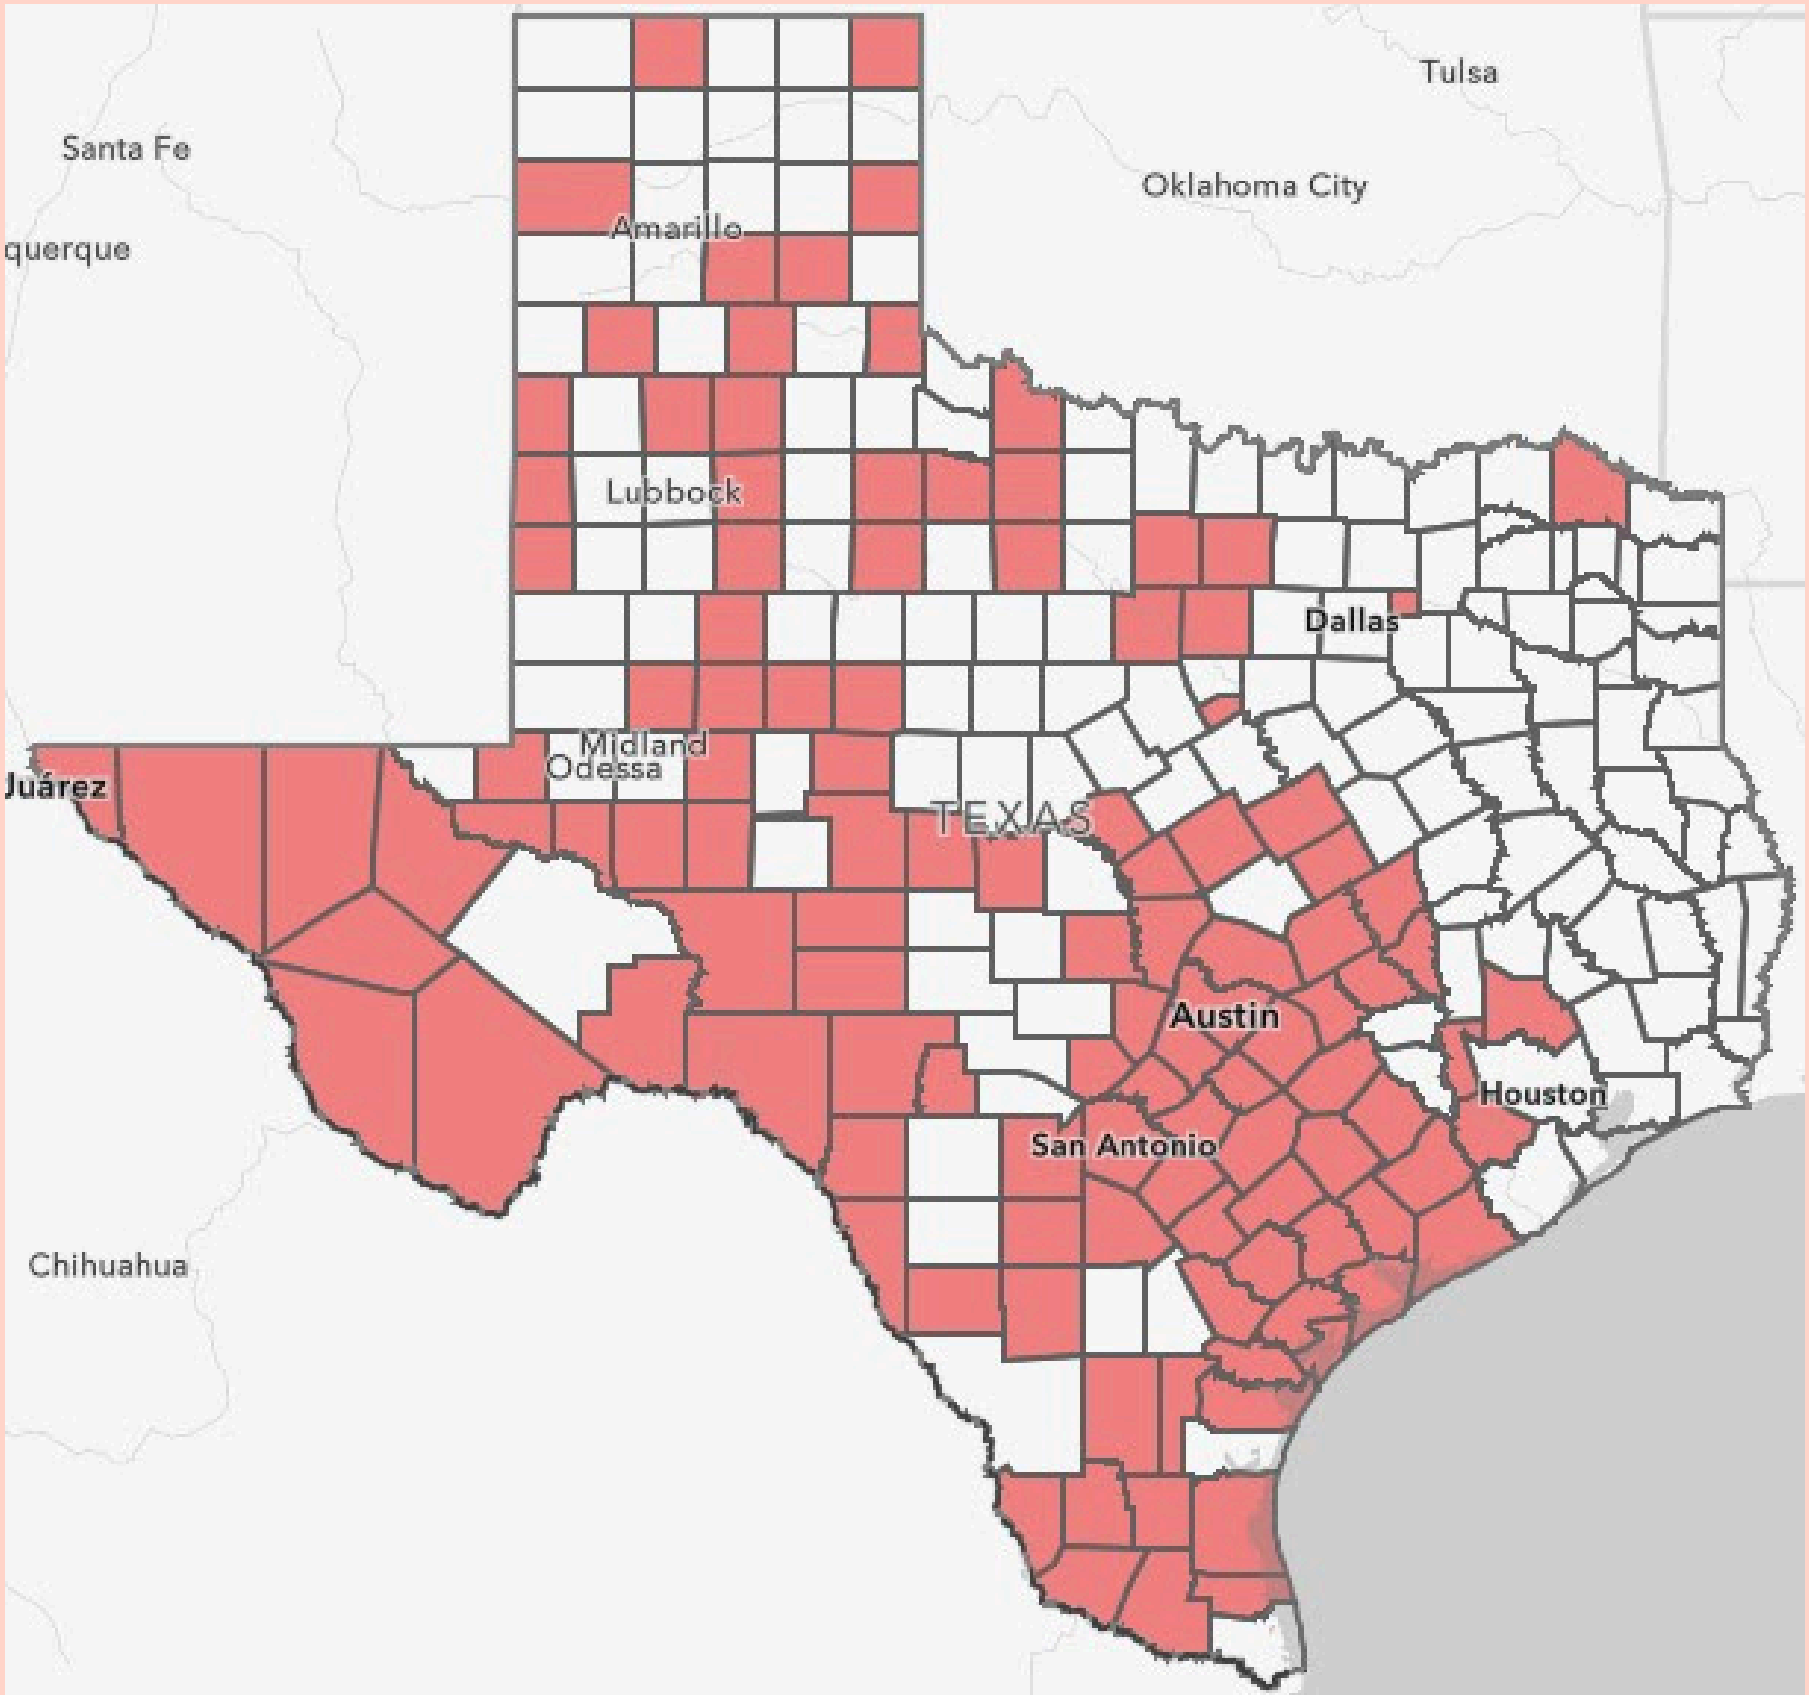 Tulsa
Santa Fe
Oklahoma City
Amarillo
querque
Lubbock
Dallas
Midland
Odessa
Juárez
TEXAS
Austin
Houston
San Antonio
Chihuahua